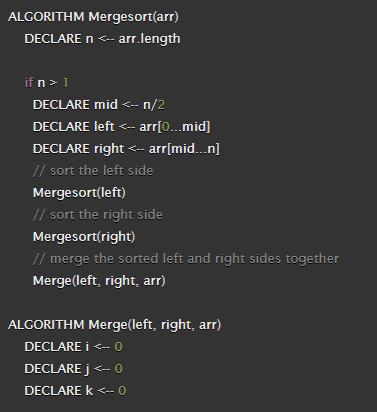 ALGORITHM Mergesort(arr)
DECLARE n <-- arr.length
if n > 1
DECLARE mid <-- n/2
DECLARE left <-- arr[0...mid]
DECLARE right <-- arr[mid...n]
// sort the left side
Mergesort(left)
// sort the right side
Mergesort(right)
// merge the sorted left and right sides together
Merge(left, right, arr)
ALGORITHM Merge(left, right, arr)
DECLARE i <-- 0
DECLARE j <-- 0
DECLARE k <-- 0